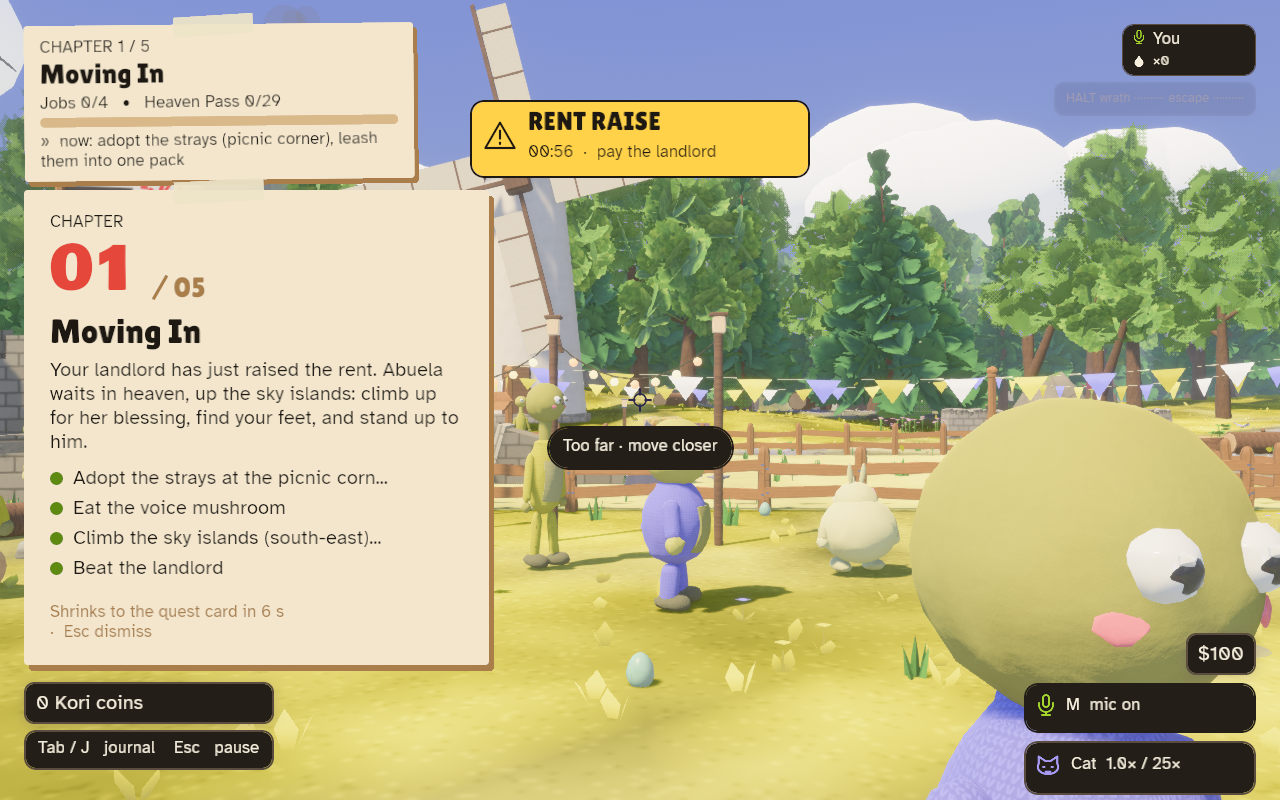 CHAPTER 1 / 5
Moving In
Jobs 0/4 • Heaven Pass 0/29
» now: adopt the strays (picnic corner), leash
them into one pack
RENT RAISE
00:56 · pay the landlord
You
×0
HALT wrath ------ escape ------
CHAPTER
01 / 05
Moving In
Your landlord has just raised the rent. Abuela
waits in heaven, up the sky islands: climb up
for her blessing, find your feet, and stand up to
him.
Adopt the strays at the picnic corn...
Eat the voice mushroom
Climb the sky islands (south-east)...
Beat the landlord
Shrinks to the quest card in 6 s
· Esc dismiss
Too far · move closer
0 Kori coins
Tab / J journal Esc pause
$100
M mic on
Cat 1.0× / 25×